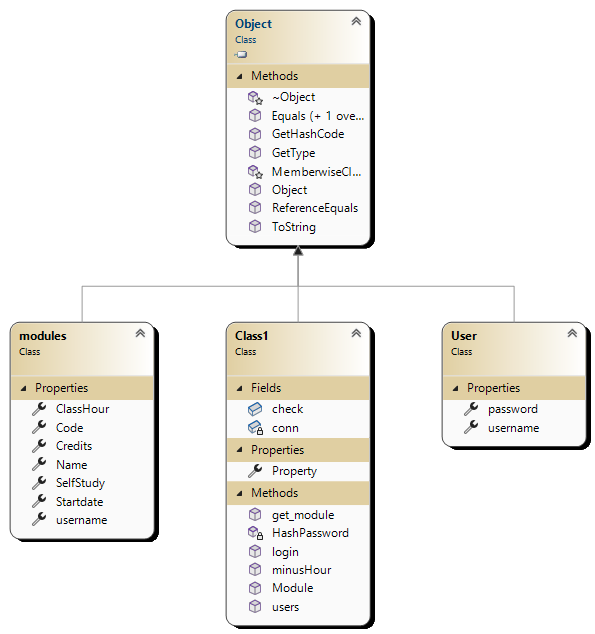 Object
Class
Methods
~Object
Equals (+ 1 ove...
GetHashCode
GetType
MemberwiseCl...
Object
ReferenceEquals
ToString
modules
Class
Properties
ClassHour
Code
Credits
Name
SelfStudy
Startdate
username
Class1
Class
Fields
check
conn
Properties
Property
Methods
get_module
HashPassword
login
minusHour
Module
users
User
Class
Properties
password
username